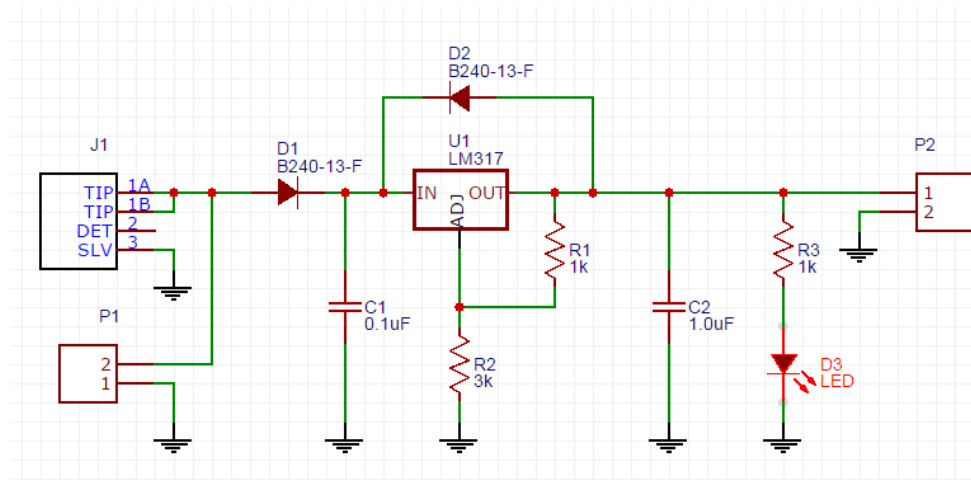 D2
B240-13-F
J1
D1
B240-13-F
U1
LM317
P2
TIP 1A
TIP 1B
DET 2
SLV 3
IN
ADJ
OUT
1
2
R1
1k
R3
1k
P1
2
1
C1
0.1uF
R2
3k
C2
1.0uF
D3
LED